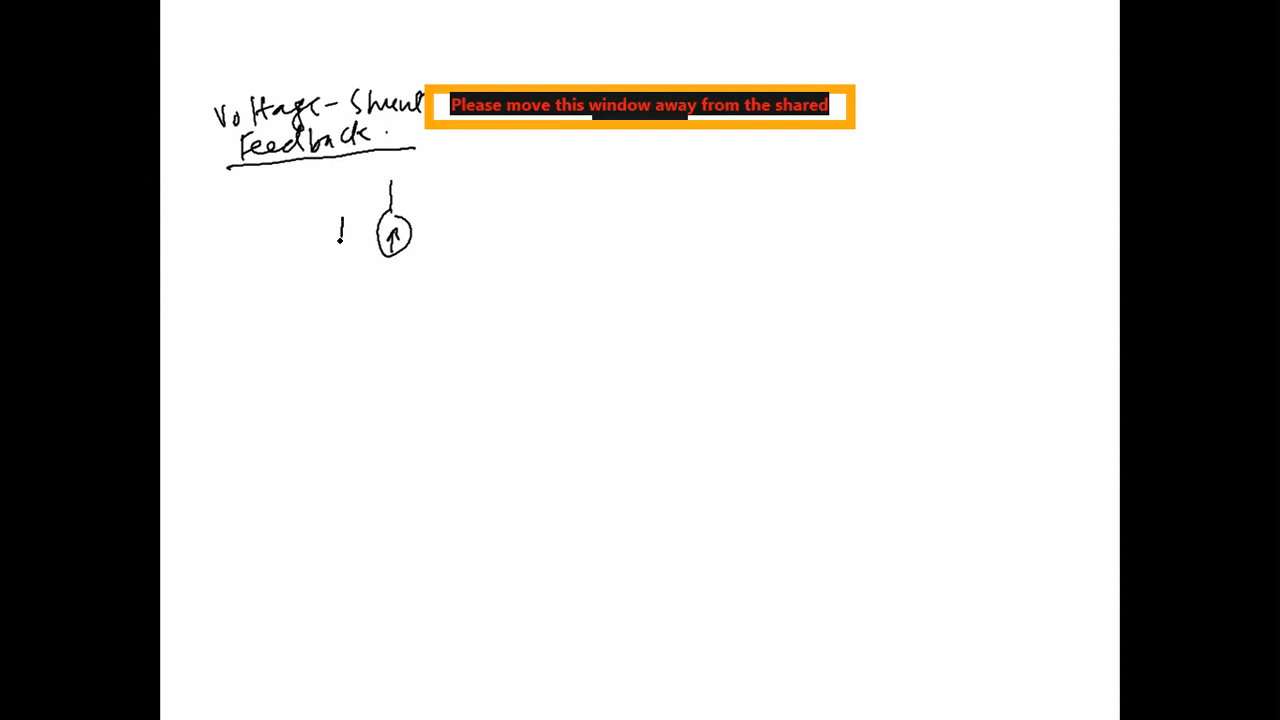 Voltage-Shunt
Feedback.
Please move this window away from the shared